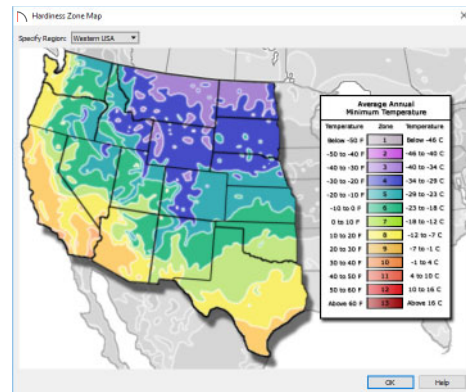 Hardiness Zone Map
Specify Region: Western USA
Average Annual
Minimum Temperature
Temperature Zone Temperature
Below -50 F 1 Below -46 C
-50 to -40 F 2 -46 to -40 C
-40 to -30 F 3 -40 to -34 C
-30 to -20 F 4 -34 to -29 C
-20 to -10 F 5 -29 to -23 C
-10 to 0 F 6 -23 to -18 C
0 to 10 F 7 -18 to -12 C
10 to 20 F 8 -12 to -7 C
20 to 30 F 9 -7 to -1 C
30 to 40 F 10 -1 to 4 C
40 to 50 F 11 4 to 10 C
50 to 60 F 12 10 to 16 C
Above 60 F 13 Above 16 C
OK Help